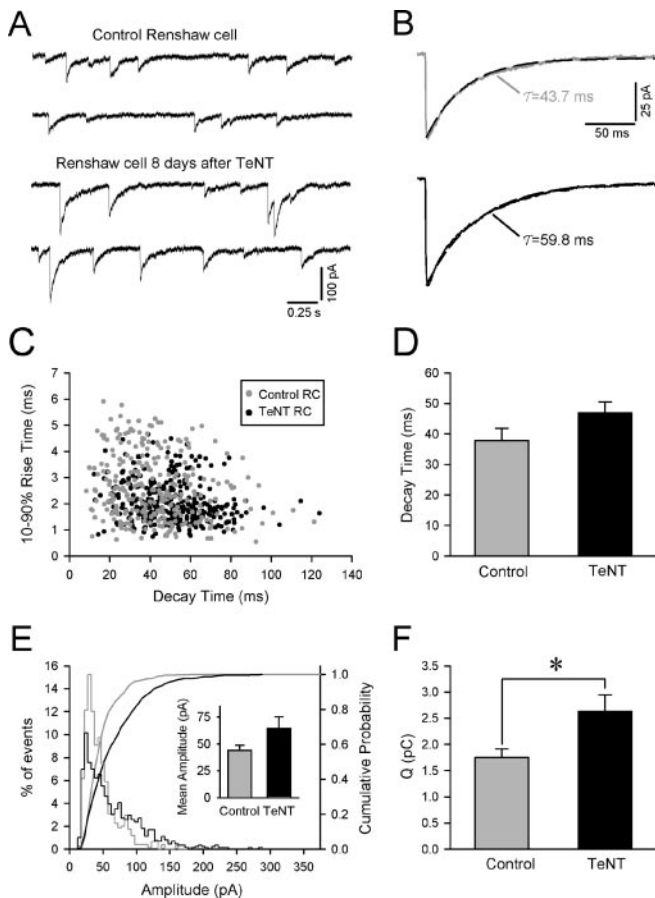 A
Control Renshaw cell
Renshaw cell 8 days after TeNT
100 pA
0.25 s
B
τ=43.7 ms
25 pA
50 ms
τ=59.8 ms
C
7
6
5
4
3
2
1
0
10-90% Rise Time (ms)
Control RC
TeNT RC
0 20 40 60 80 100 120 140
Decay Time (ms)
D
60
50
40
30
20
10
0
Decay Time (ms)
Control TeNT
E
16
14
12
10
8
6
4
2
0
% of events
1.0
0.8
0.6
0.4
0.2
0.0
Cumulative Probability
75
50
25
0
Mean Amplitude (pA)
Control TeNT
0 50 100 150 200 250 300 350
Amplitude (pA)
F
3.5
3.0
2.5
2.0
1.5
1.0
0.5
0.0
Q (pC)
*
Control TeNT